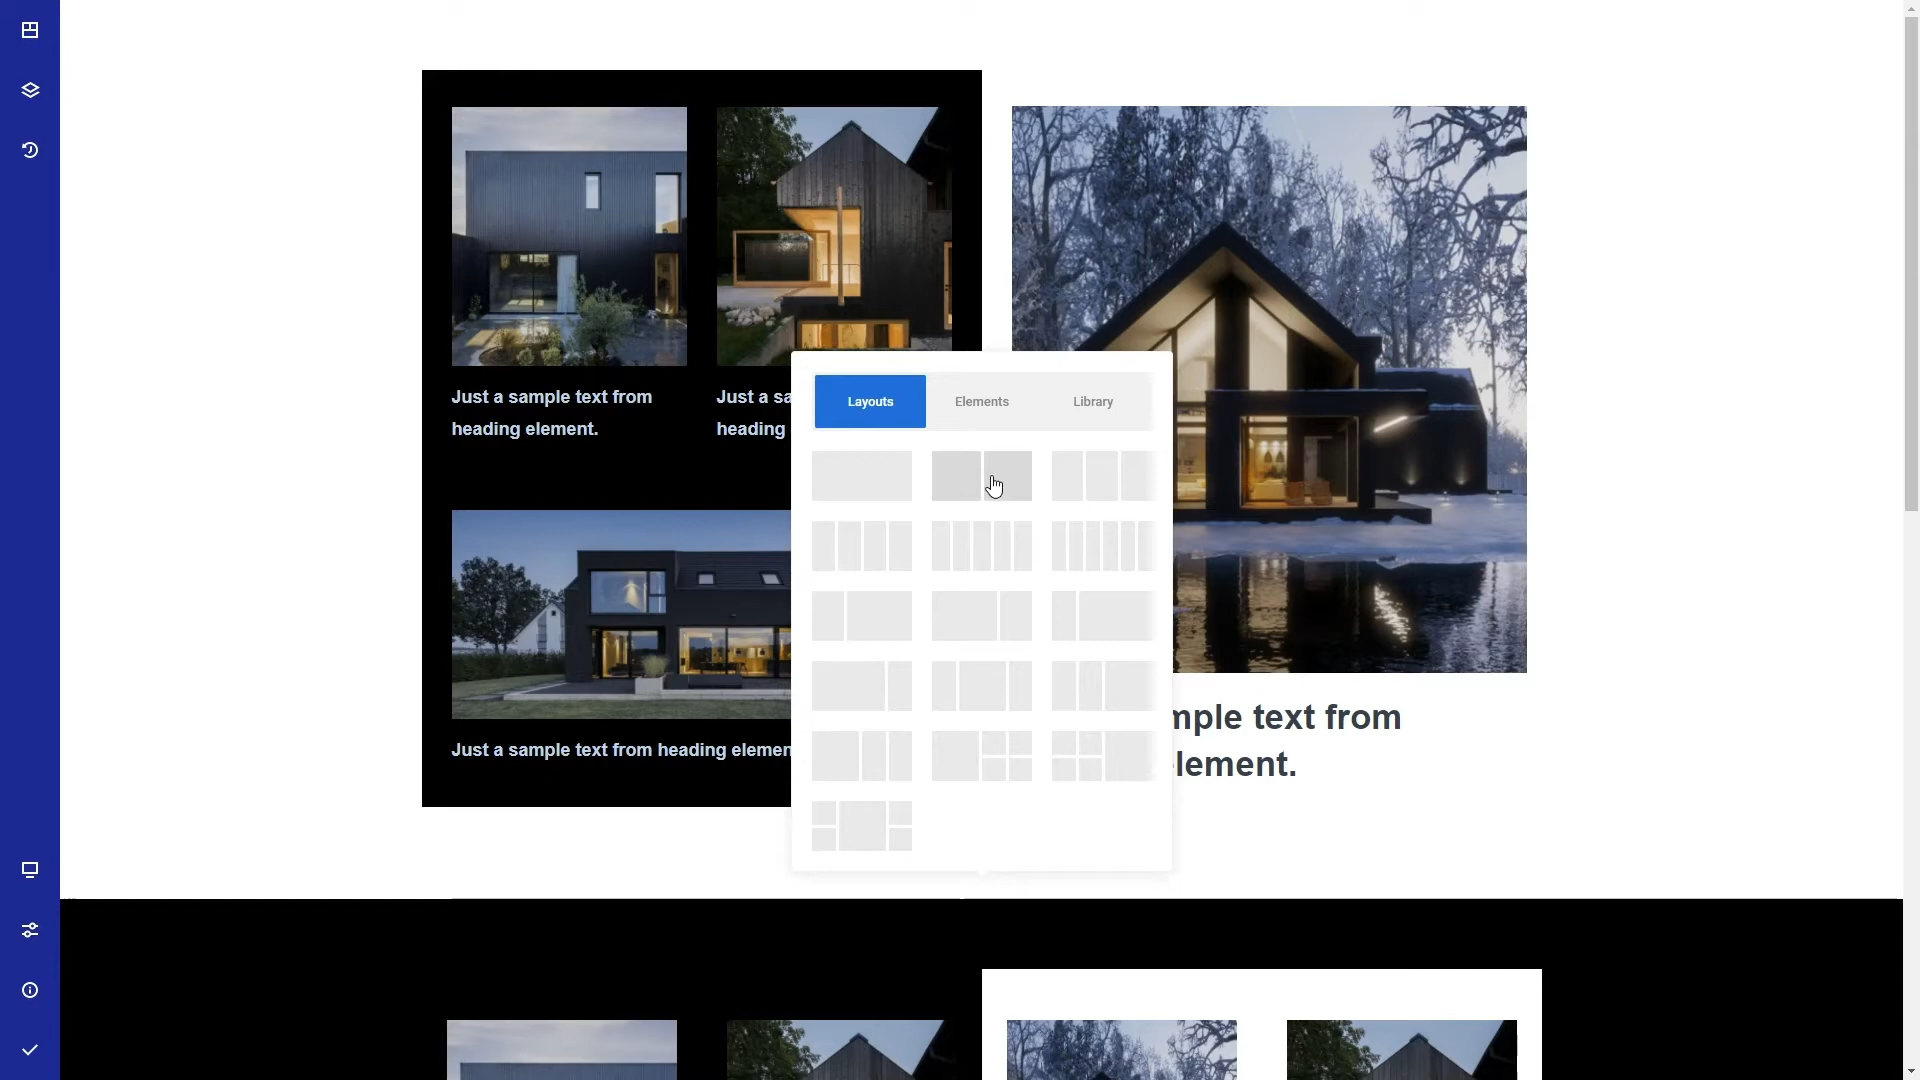 Just a sample text from
heading element.
Just a sa
heading
Layouts
Elements
Library
Just a sample text from heading elemen
mple text from
lement.